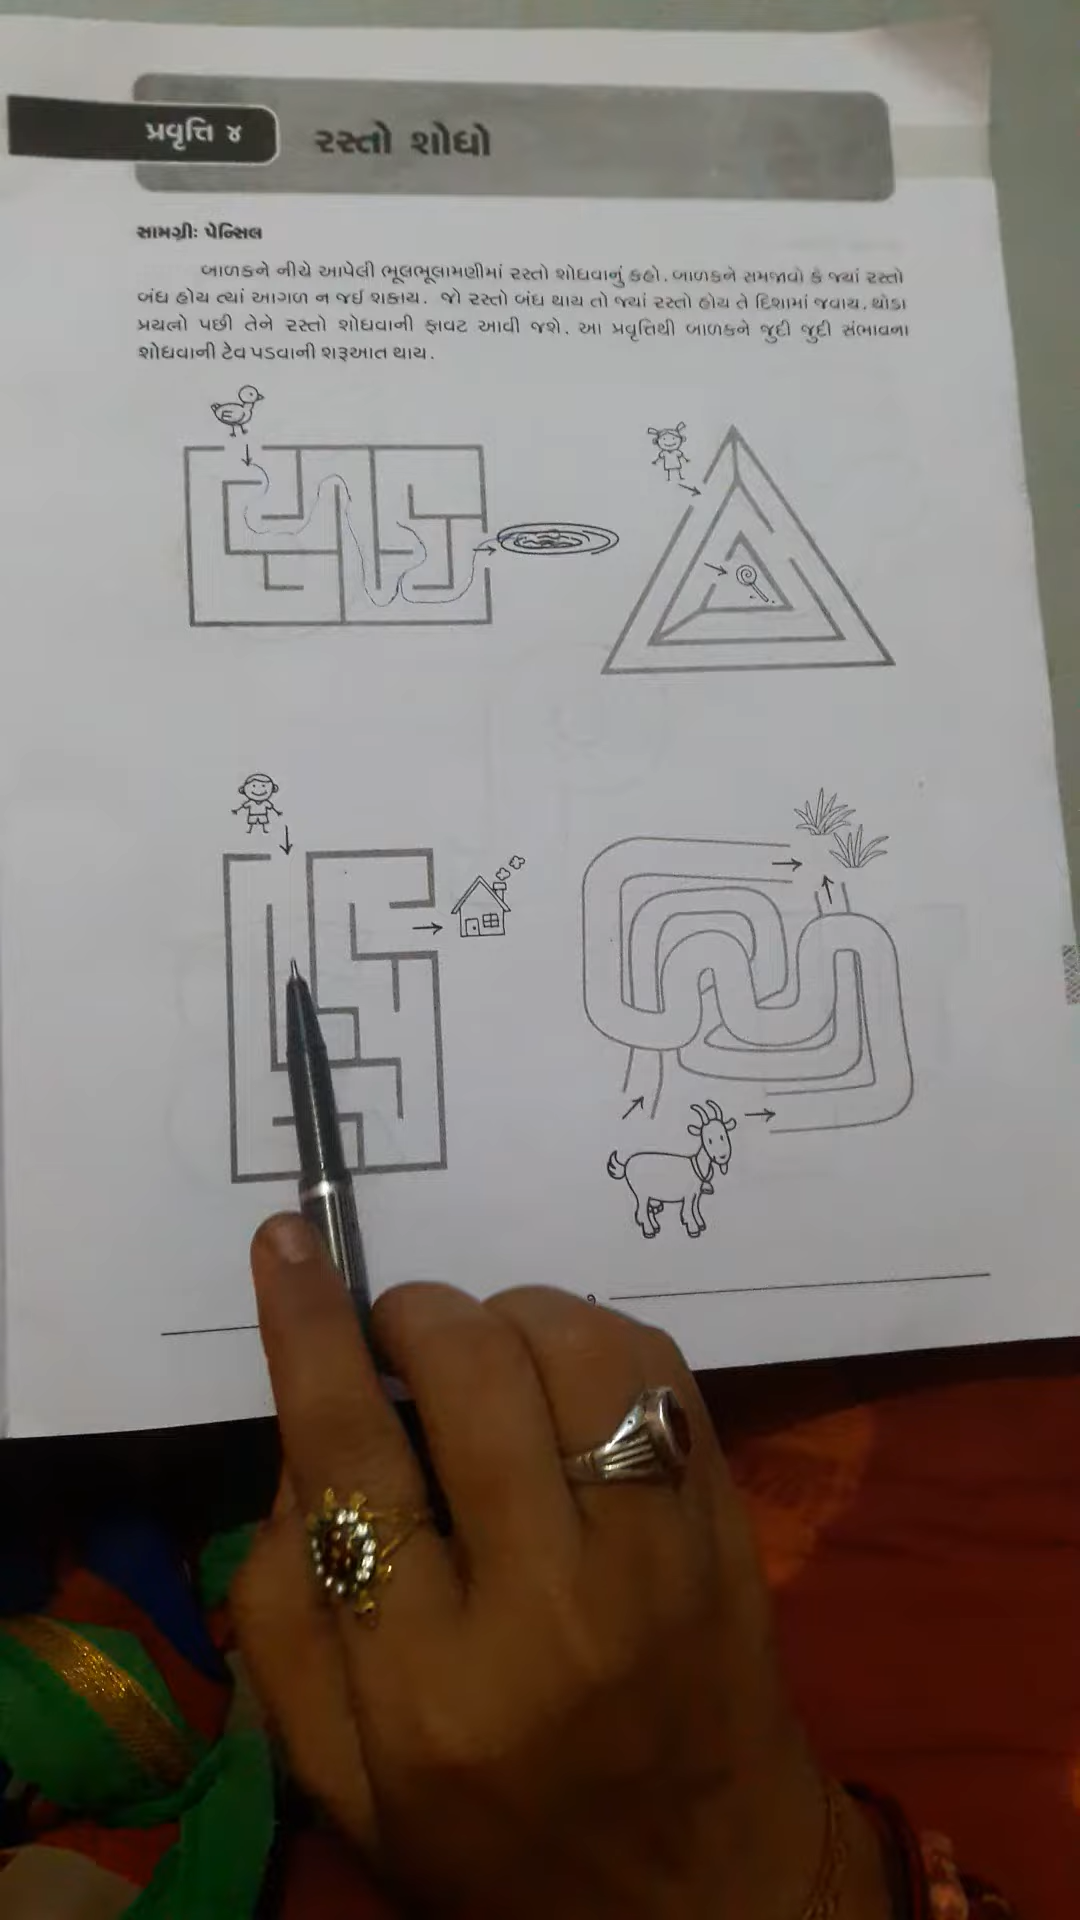 પ્રવૃત્તિ ૪
રસ્તો શોધો
સામગ્રીઃ પેન્સિલ
બાળકને નીચે આપેલી ભૂલભૂલામણીમાં રસ્તો શોધવાનું કહો. બાળકને સમજાવો કે જ્યાં રસ્તો
બંધ હોય ત્યાં આગળ ન જઈ શકાય. જો રસ્તો બંધ થાય તો જ્યાં રસ્તો હોય તે દિશામાં જવાય. થોડા
પ્રયત્નો પછી તેને રસ્તો શોધવાની ફાવટ આવી જશે. આ પ્રવૃત્તિથી બાળકને જુદી જુદી સંભાવના
શોધવાની ટેવ પડવાની શરૂઆત થાય.